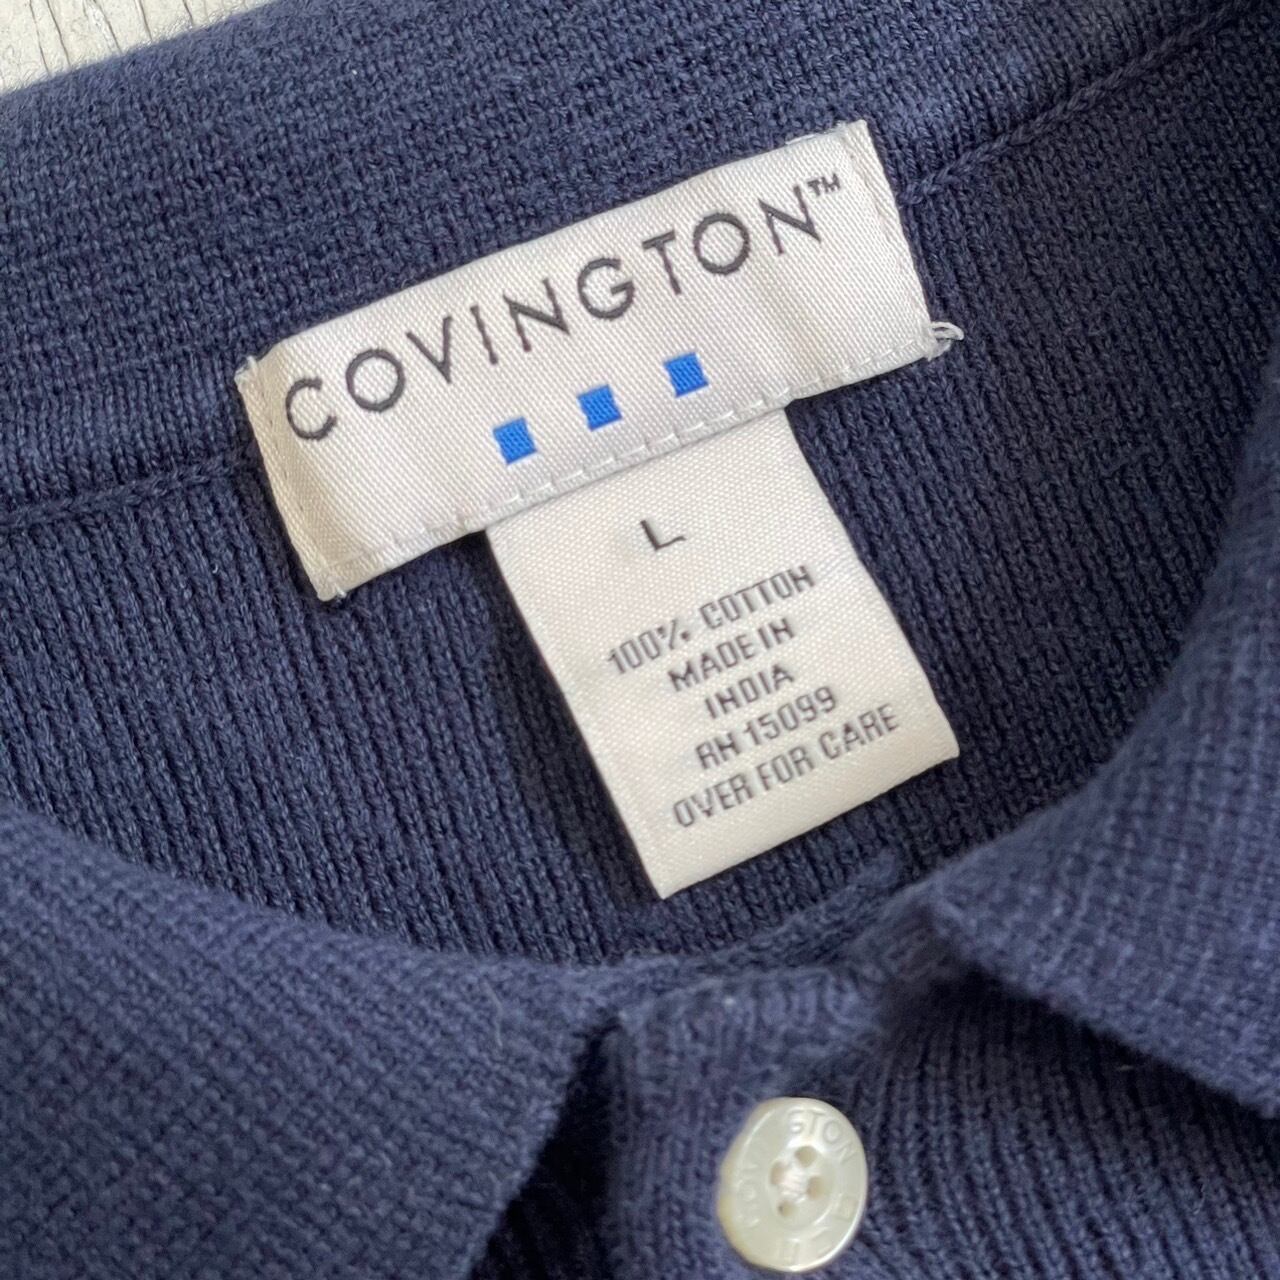 COVINGTON™
L
100% COTTON
MADE IN
INDIA
RN 15099
OVER FOR CARE